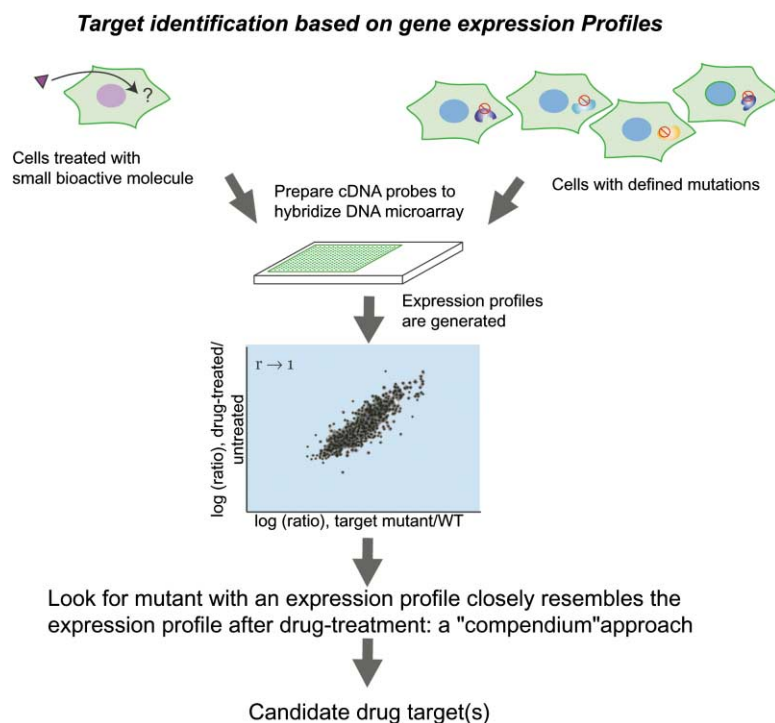 Target identification based on gene expression Profiles
?
Cells treated with
small bioactive molecule
Prepare cDNA probes to
hybridize DNA microarray
Cells with defined mutations
Expression profiles
are generated
r → 1
log (ratio), drug-treated/
untreated
log (ratio), target mutant/WT
Look for mutant with an expression profile closely resembles the
expression profile after drug-treatment: a "compendium"approach
Candidate drug target(s)